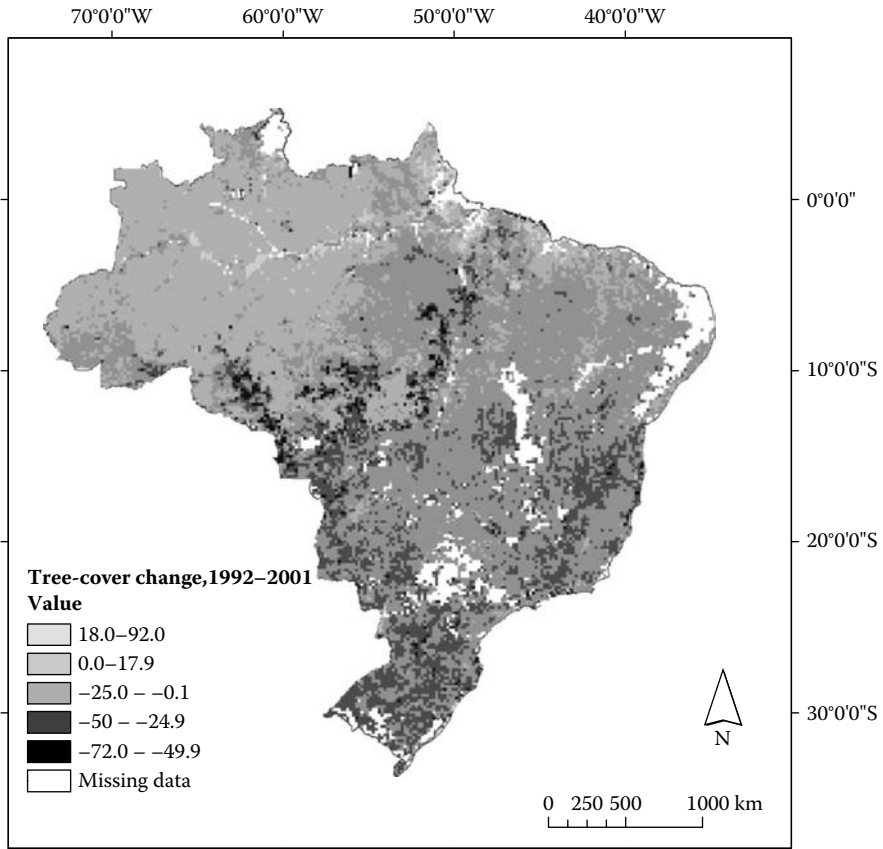 70°0'0"W 60°0'0"W 50°0'0"W 40°0'0"W
0°0'0"
10°0'0"S
20°0'0"S
30°0'0"S
Tree-cover change,1992–2001
Value
18.0–92.0
0.0–17.9
–25.0 – –0.1
–50 – –24.9
–72.0 – –49.9
Missing data
N
0 250 500 1000 km